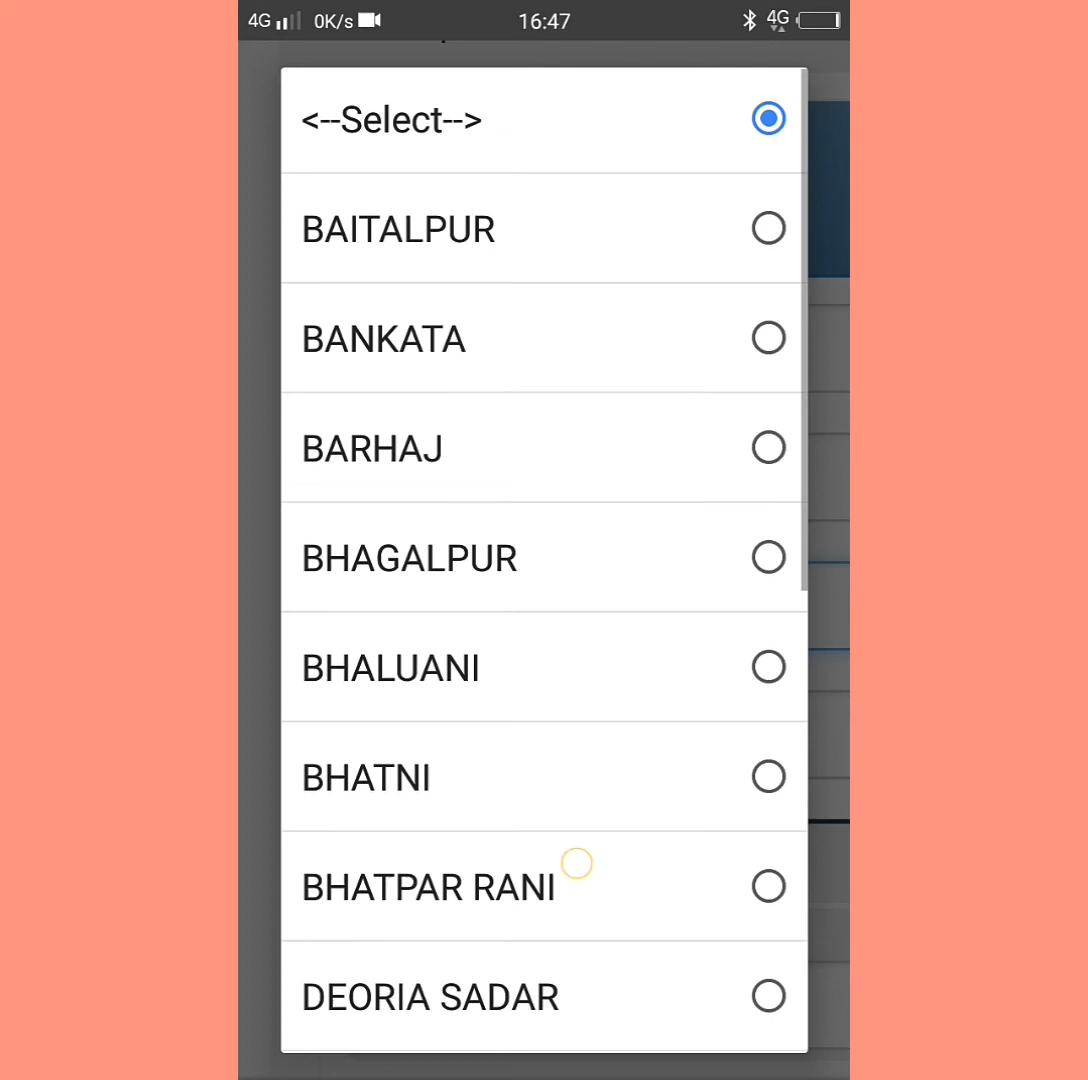 4G 0K/s 16:47 4G
<--Select-->
BAITALPUR
BANKATA
BARHAJ
BHAGALPUR
BHALUANI
BHATNI
BHATPAR RANI
DEORIA SADAR